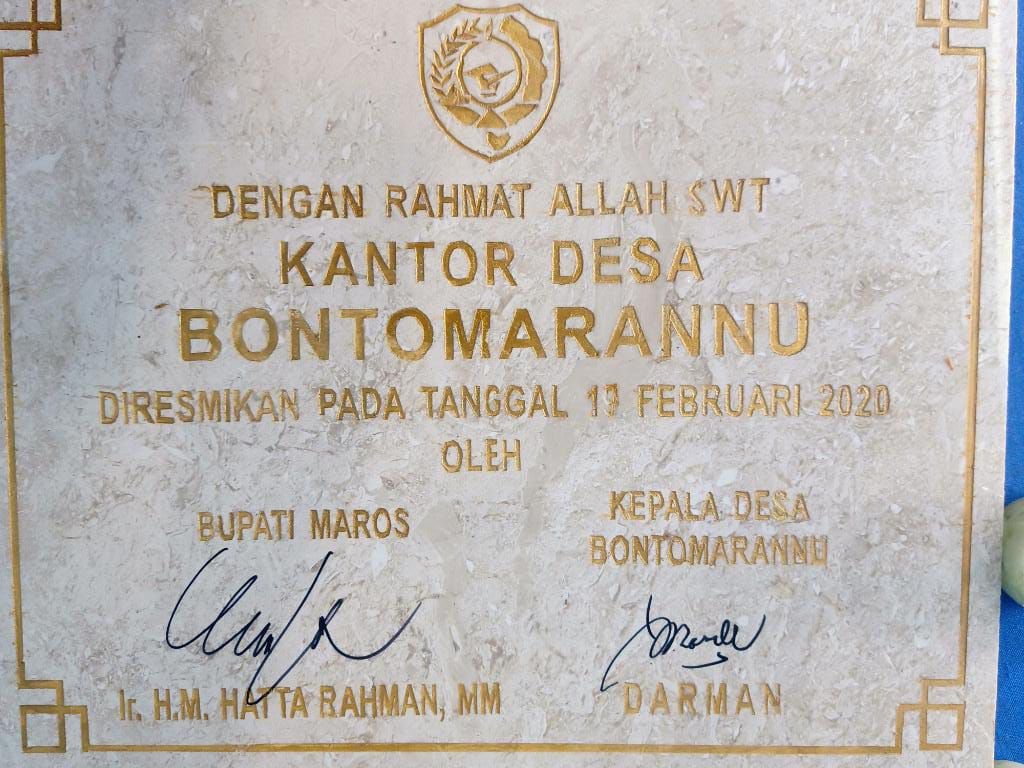 DENGAN RAHMAT ALLAH SWT
KANTOR DESA
BONTOMARANNU
DIRESMIKAN PADA TANGGAL 13 FEBRUARI 2020
OLEH
BUPATI MAROS
Ir. H.M. HATTA RAHMAN, MM
KEPALA DESA
BONTOMARANNU
DARMAN